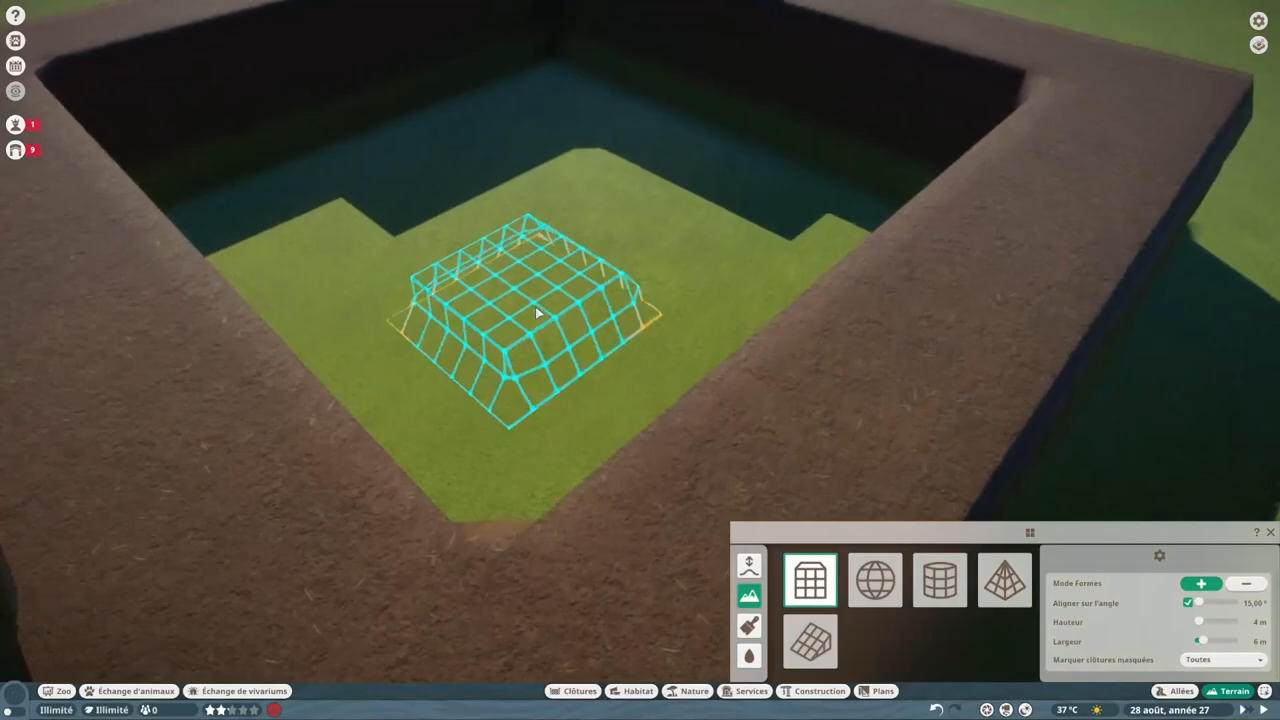 ?
1
9
? ×
Mode Formes + −
Aligner sur l'angle 15,00 °
Hauteur 4 m
Largeur 6 m
Marquer clôtures masquées Toutes
Zoo Échange d'animaux Échange de vivariums Clôtures Habitat Nature Services Construction Plans Allées Terrain
Illimité Illimité 0 37 °C 28 août, année 27